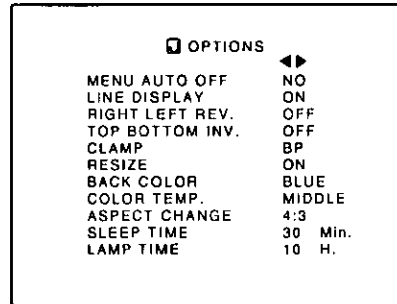 OPTIONS
MENU AUTO OFF NO
LINE DISPLAY ON
RIGHT LEFT REV. OFF
TOP BOTTOM INV. OFF
CLAMP BP
RESIZE ON
BACK COLOR BLUE
COLOR TEMP. MIDDLE
ASPECT CHANGE 4:3
SLEEP TIME 30 Min.
LAMP TIME 10 H.